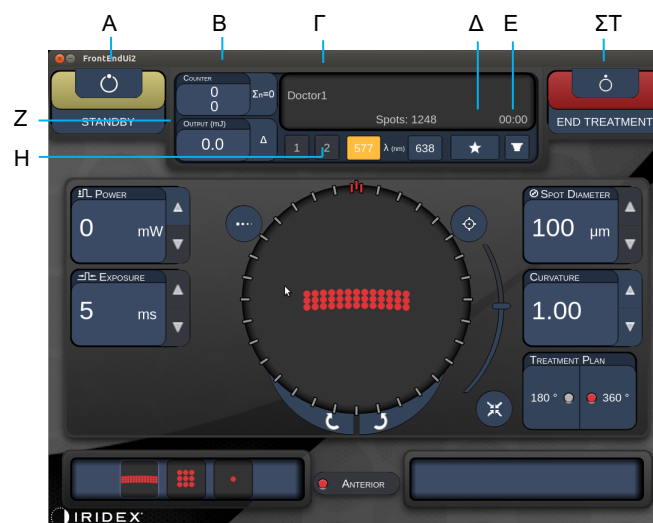 Α
Β
Γ
Δ
Ε
ΣΤ
FrontEndUi2
COUNTER
0
0
Σn=0
Doctor1
Spots: 1248
00:00
STANDBY
END TREATMENT
Ζ
OUTPUT (mJ)
0.0
Δ
Η
1
2
577
λ (nm)
638
POWER
0
mW
SPOT DIAMETER
100
μm
EXPOSURE
5
ms
CURVATURE
1.00
TREATMENT PLAN
180 °
360 °
ANTERIOR
IRIDEX